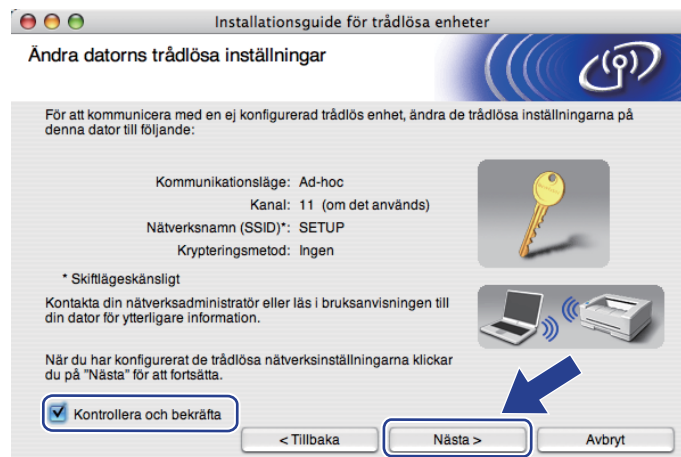 Installationsguide för trådlösa enheter
Ändra datorns trådlösa inställningar
För att kommunicera med en ej konfigurerad trådlös enhet, ändra de trådlösa inställningarna på
denna dator till följande:
Kommunikationsläge: Ad-hoc
Kanal: 11 (om det används)
Nätverksnamn (SSID)*: SETUP
Krypteringsmetod: Ingen
* Skiftlägeskänsligt
Kontakta din nätverksadministratör eller läs i bruksanvisningen till
din dator för ytterligare information.
När du har konfigurerat de trådlösa nätverksinställningarna klickar
du på "Nästa" för att fortsätta.
Kontrollera och bekräfta
< Tillbaka
Nästa >
Avbryt